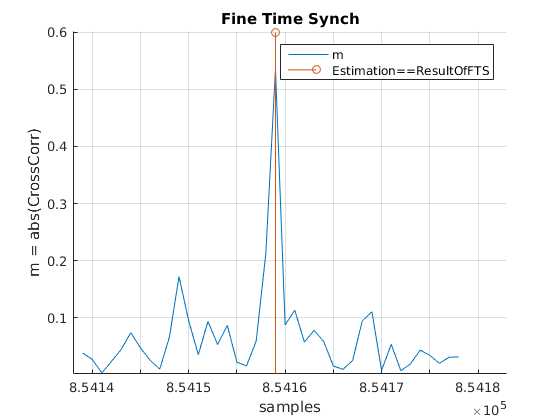 Fine Time Synch
0.6
m
Estimation==ResultOfFTS
0.5
0.4
0.3
0.2
0.1
m = abs(CrossCorr)
8.5414 8.5415 8.5416 8.5417 8.5418
samples
×10^5